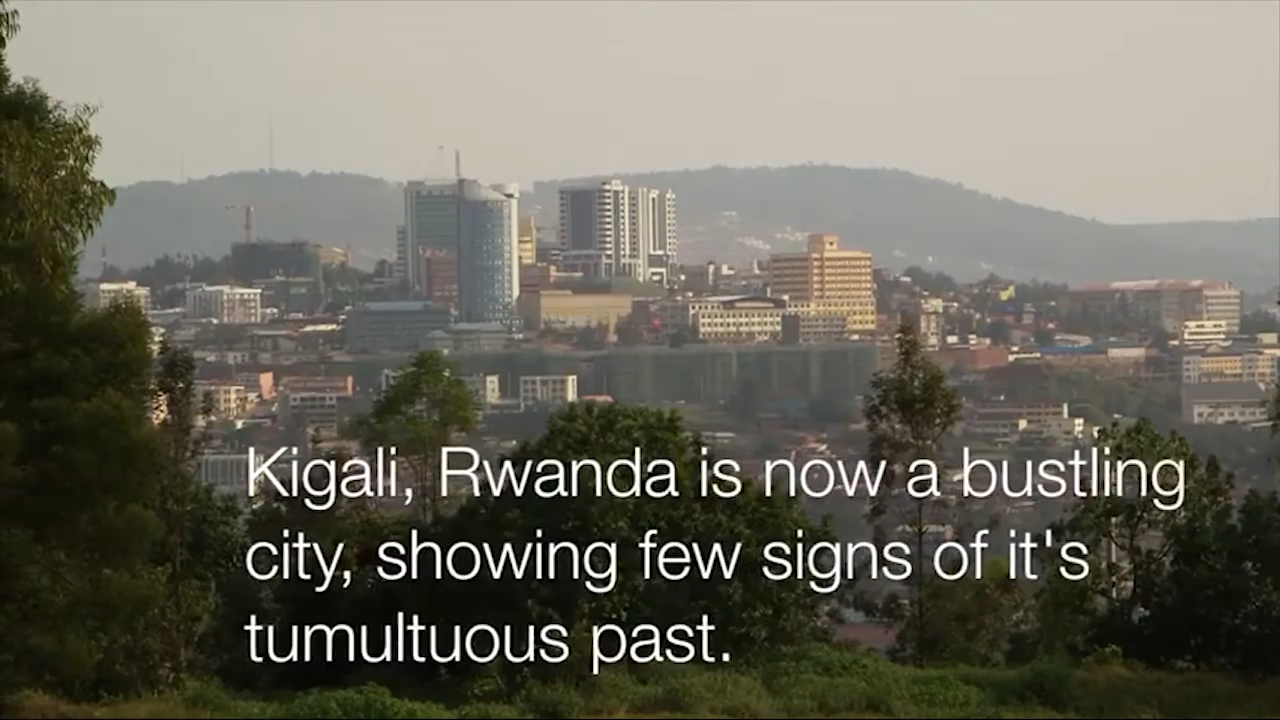 Kigali, Rwanda is now a bustling
city, showing few signs of it's
tumultuous past.